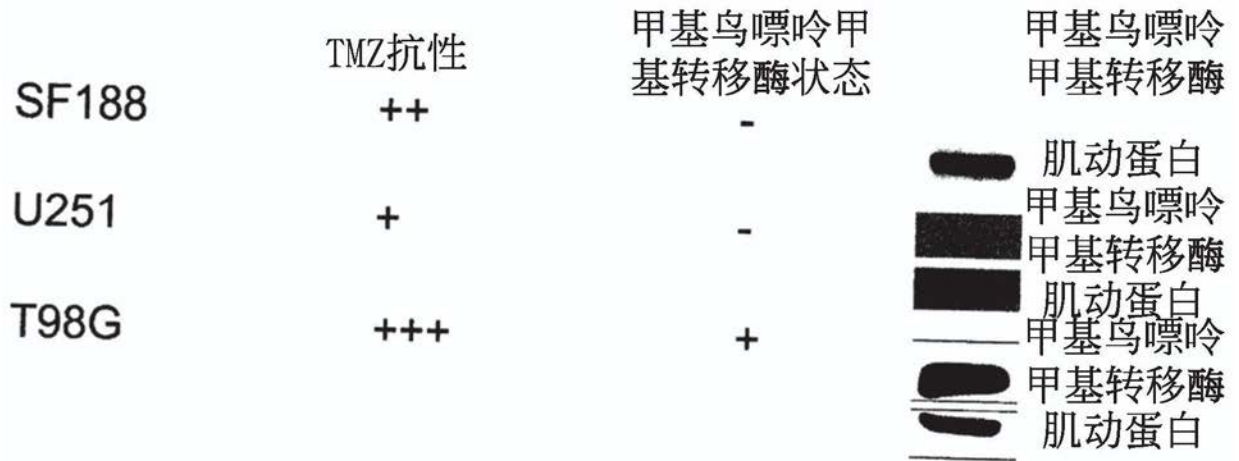 TMZ抗性
甲基鸟嘌呤甲
基转移酶状态
甲基鸟嘌呤
甲基转移酶
SF188
++
-
肌动蛋白
U251
+
-
甲基鸟嘌呤
甲基转移酶
肌动蛋白
T98G
+++
+
甲基鸟嘌呤
甲基转移酶
肌动蛋白